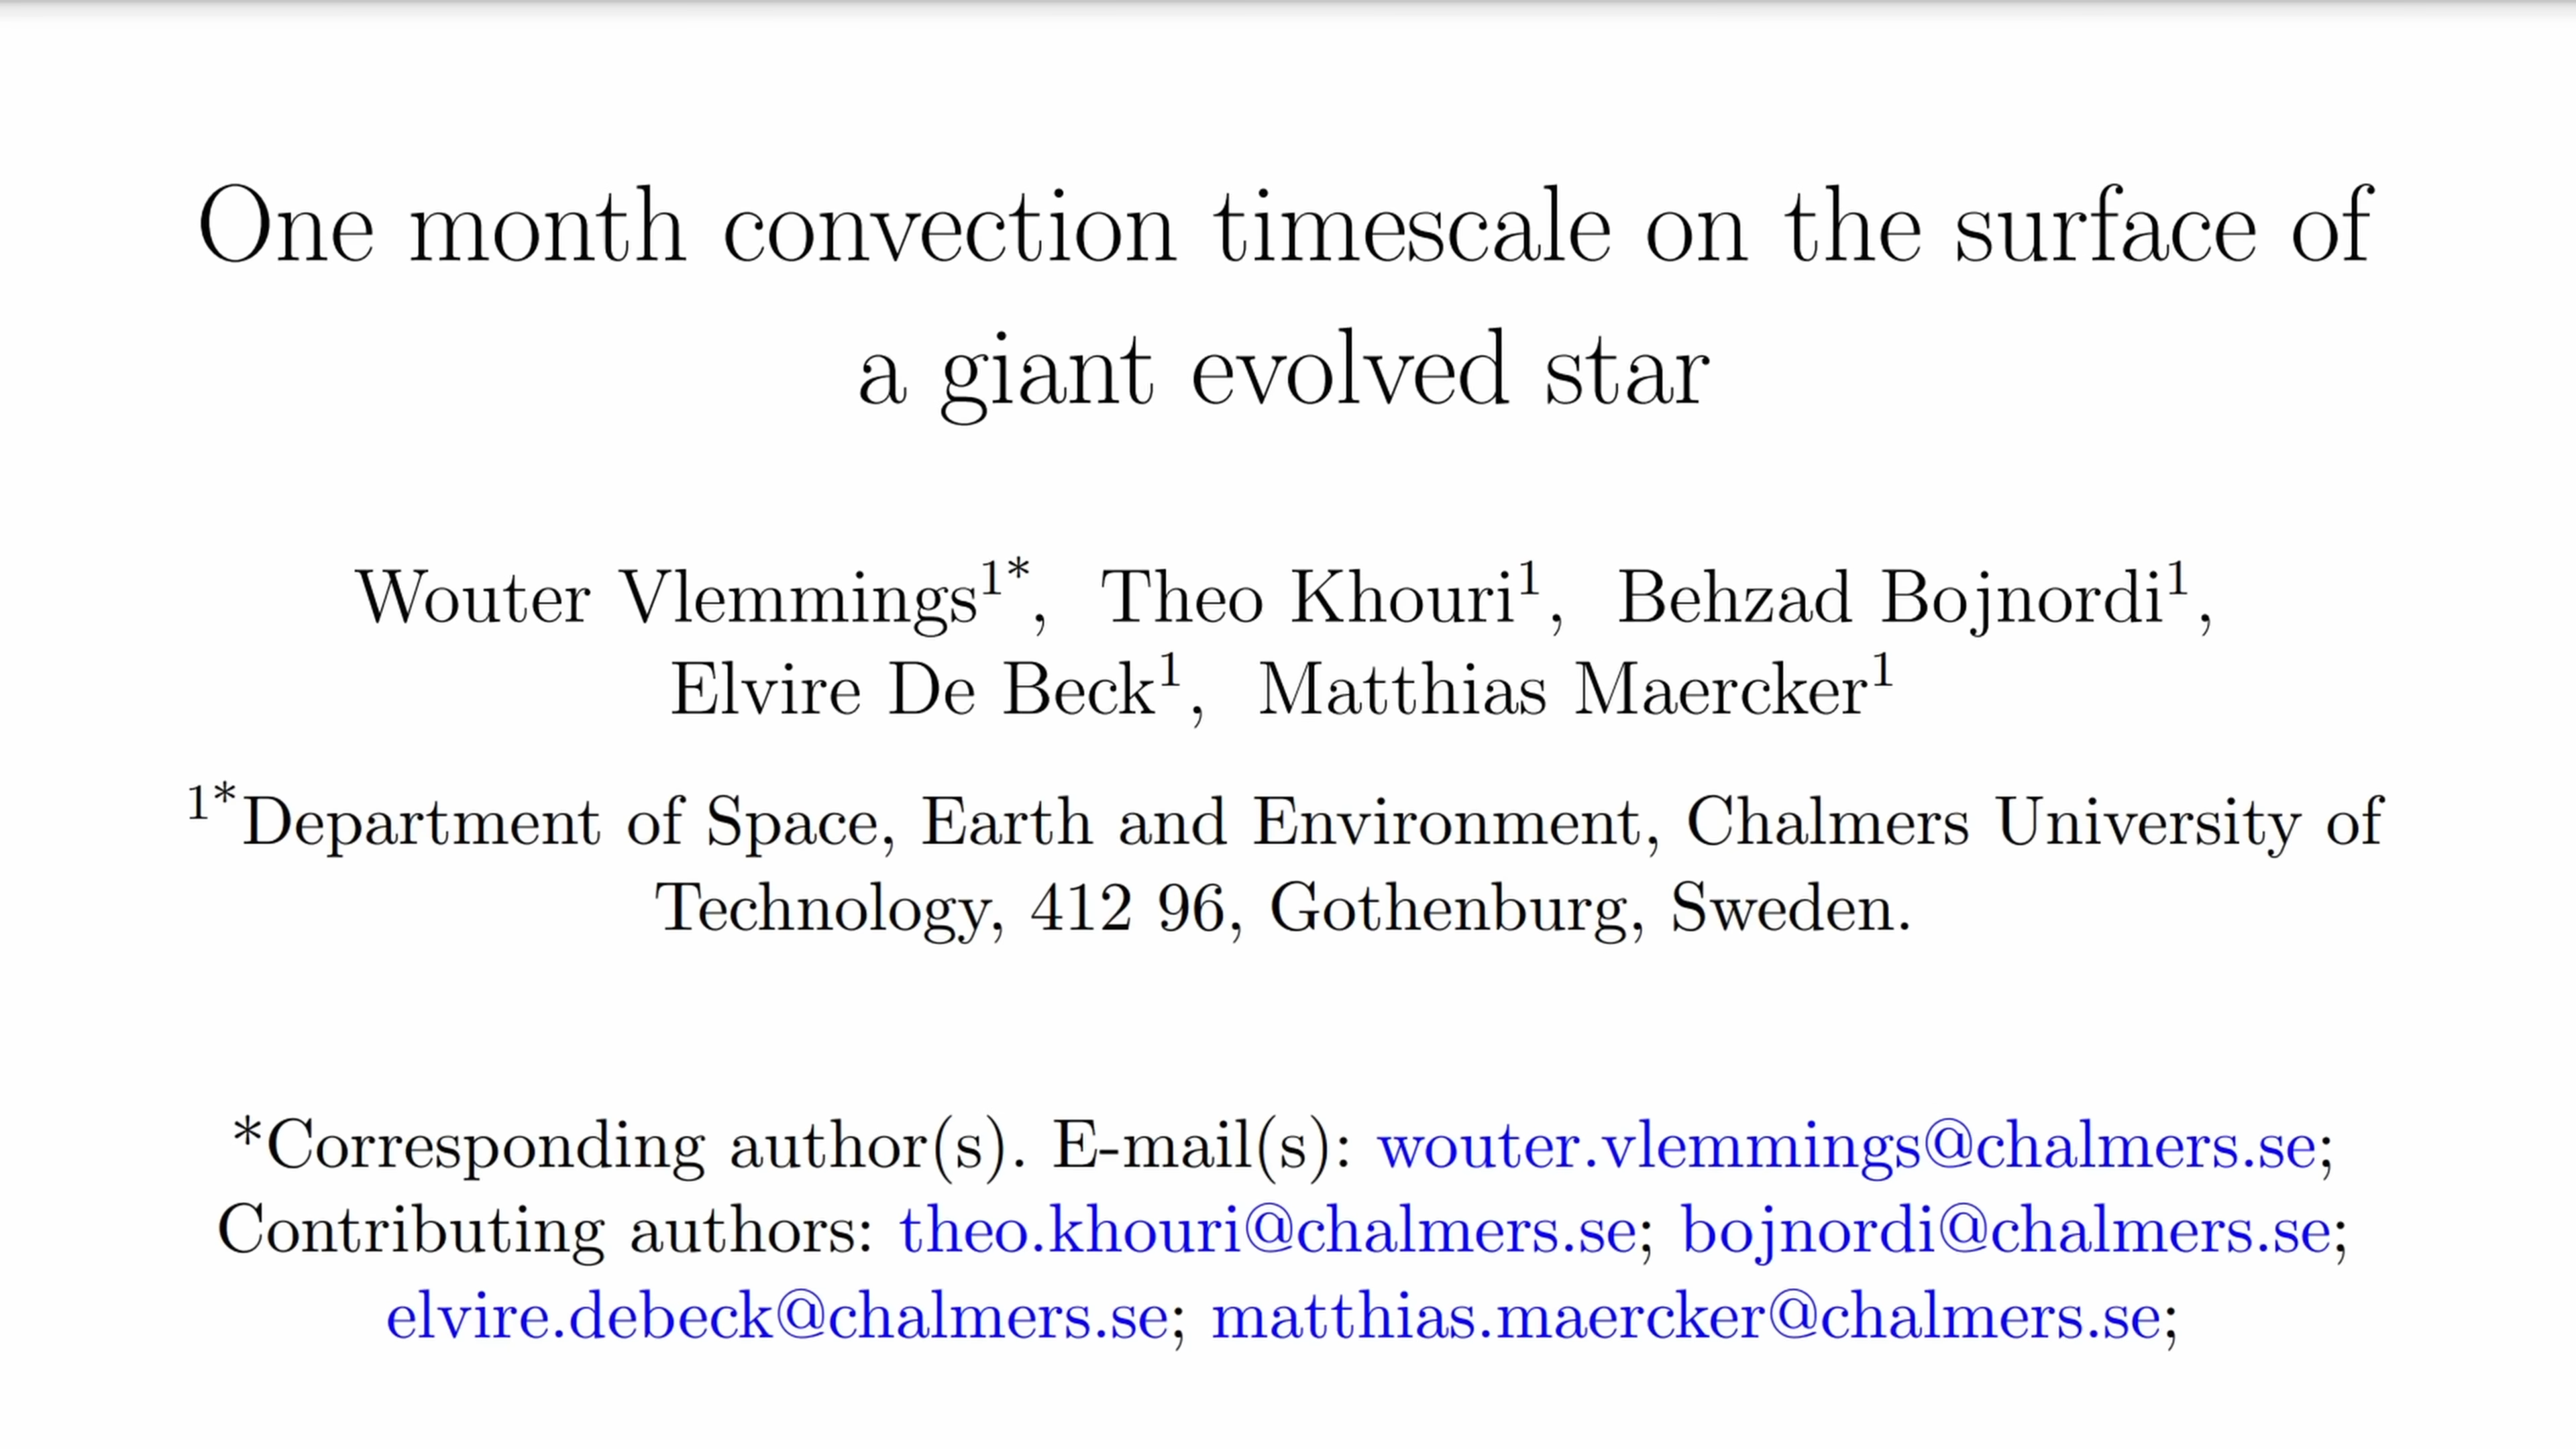 One month convection timescale on the surface of
a giant evolved star
Wouter Vlemmings1*, Theo Khouri1, Behzad Bojnordi1,
Elvire De Beck1, Matthias Maercker1
1*Department of Space, Earth and Environment, Chalmers University of
Technology, 412 96, Gothenburg, Sweden.
*Corresponding author(s). E-mail(s): wouter.vlemmings@chalmers.se;
Contributing authors: theo.khouri@chalmers.se; bojnordi@chalmers.se;
elvire.debeck@chalmers.se; matthias.maercker@chalmers.se;